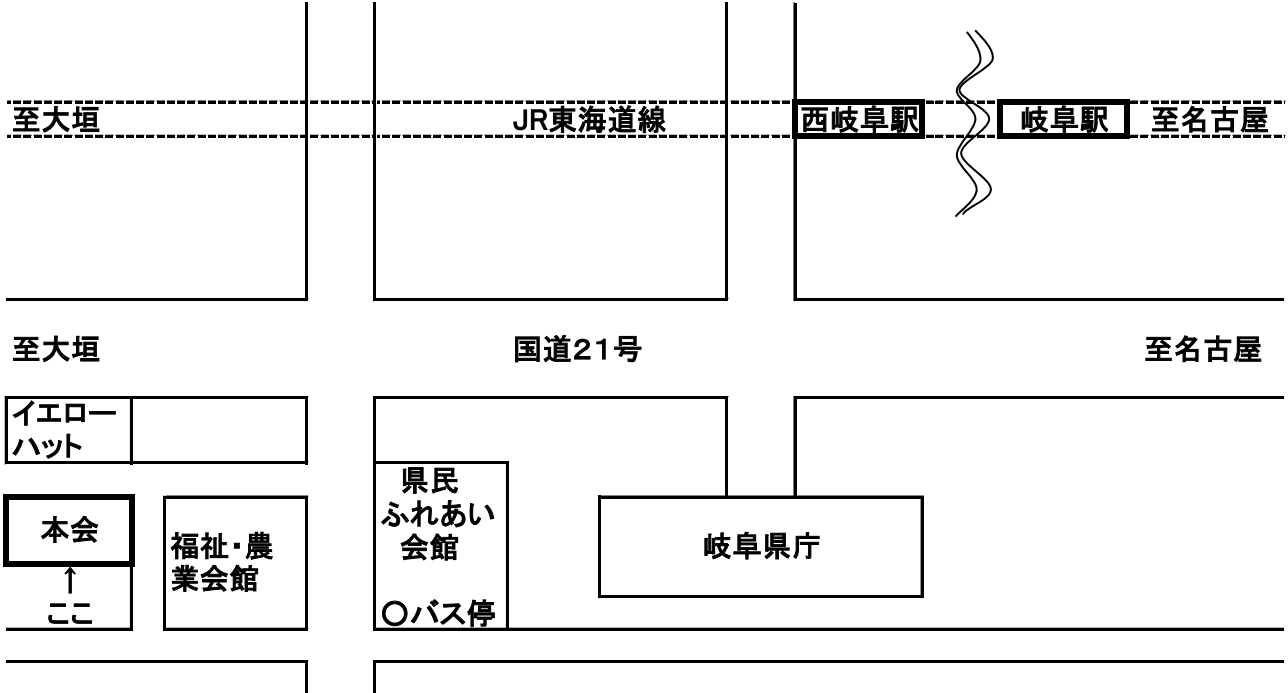 至大垣
JR東海道線
西岐阜駅
岐阜駅
至名古屋
至大垣
国道21号
至名古屋
イエロー
ハット
本会
↑
ここ
福祉・農
業会館
県民
ふれあい
会館
○バス停
岐阜県庁